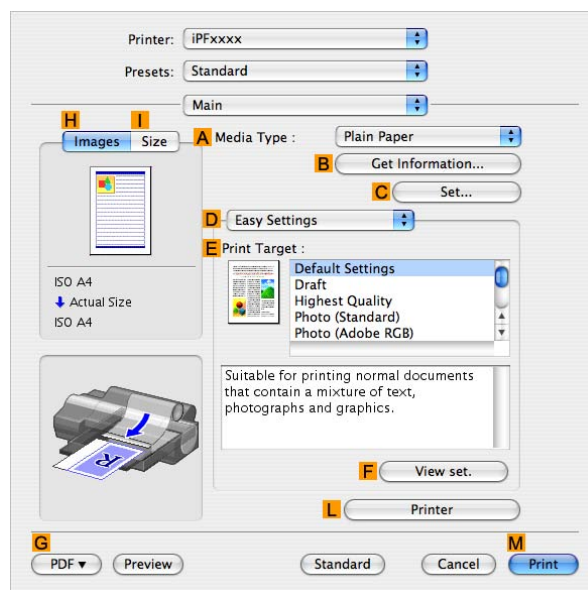 Printer: iPFxxxx
Presets: Standard
Main
H I
Images Size
A Media Type : Plain Paper
B Get Information...
C Set...
D Easy Settings
E Print Target :
Default Settings
Draft
Highest Quality
Photo (Standard)
Photo (Adobe RGB)
ISO A4
Actual Size
ISO A4
Suitable for printing normal documents
that contain a mixture of text,
photographs and graphics.
F View set.
L Printer
G M
PDF▼ Preview Standard Cancel Print
R